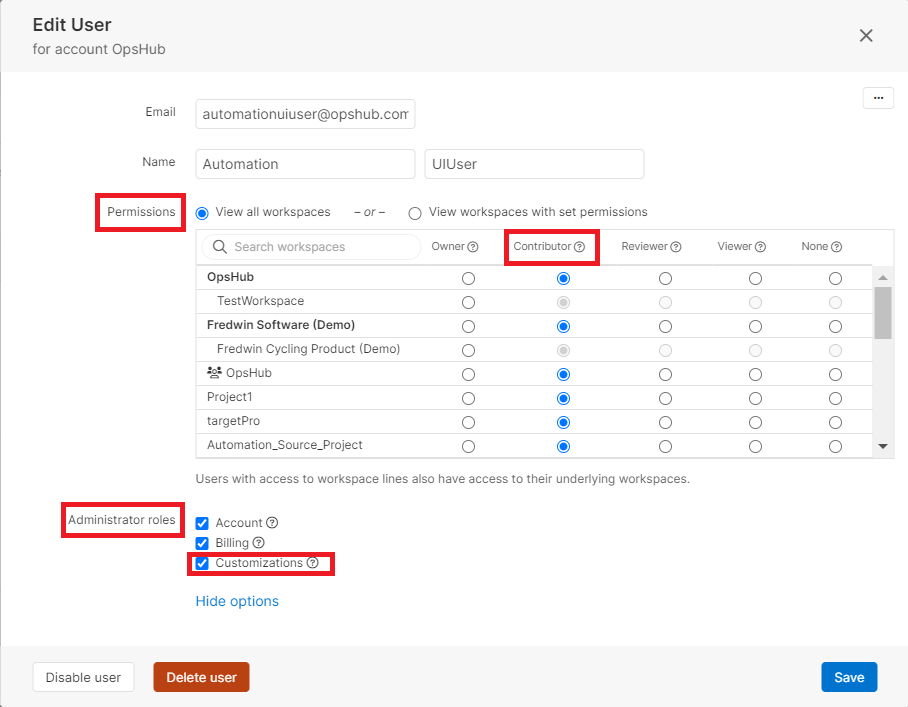 Edit User
for account OpsHub
...
Email automationuiuser@opshub.com
Name Automation UIUser
Permissions View all workspaces – or – View workspaces with set permissions
Search workspaces Owner Contributor Reviewer Viewer None
OpsHub
TestWorkspace
Fredwin Software (Demo)
Fredwin Cycling Product (Demo)
OpsHub
Project1
targetPro
Automation_Source_Project
Users with access to workspace lines also have access to their underlying workspaces.
Administrator roles Account
Billing
Customizations
Hide options
Disable user Delete user Save